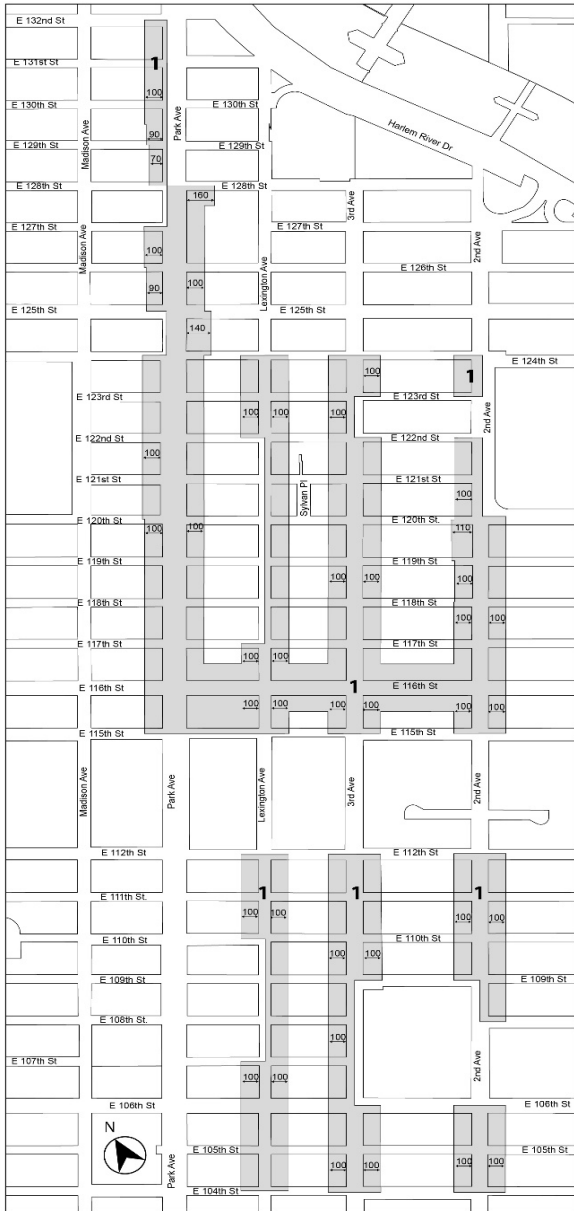 E 132nd St
E 131st St
1
100
E 130th St
E 130th St
90
Madison Ave
Park Ave
Harlem River Dr
E 129th St
E 129th St
70
E 128th St
E 128th St
160
3rd Ave
E 127th St
E 127th St
Madison Ave
2nd Ave
100
Lexington Ave
E 126th St
90
100
E 125th St
E 125th St
140
E 124th St
100
1
E 123rd St
E 123rd St
100
100
100
2nd Ave
E 122nd St
E 122nd St
100
E 121st St
E 121st St
Sylvan Pl
100
E 120th St
E 120th St.
100
100
110
E 119th St
E 119th St
100
100
100
E 118th St
E 118th St
100
100
E 117th St
E 117th St
100
100
E 116th St
1
E 116th St
100
100
100
100
100
100
E 115th St
E 115th St
Madison Ave
Park Ave
Lexington Ave
3rd Ave
2nd Ave
E 112th St
E 112th St
1
1
1
E 111th St.
100
100
100
100
E 110th St
E 110th St
100
100
E 109th St
E 109th St
E 108th St.
100
E 107th St
2nd Ave
100
100
E 106th St
E 106th St
N
E 105th St
E 105th St
Park Ave
100
100
100
100
E 104th St